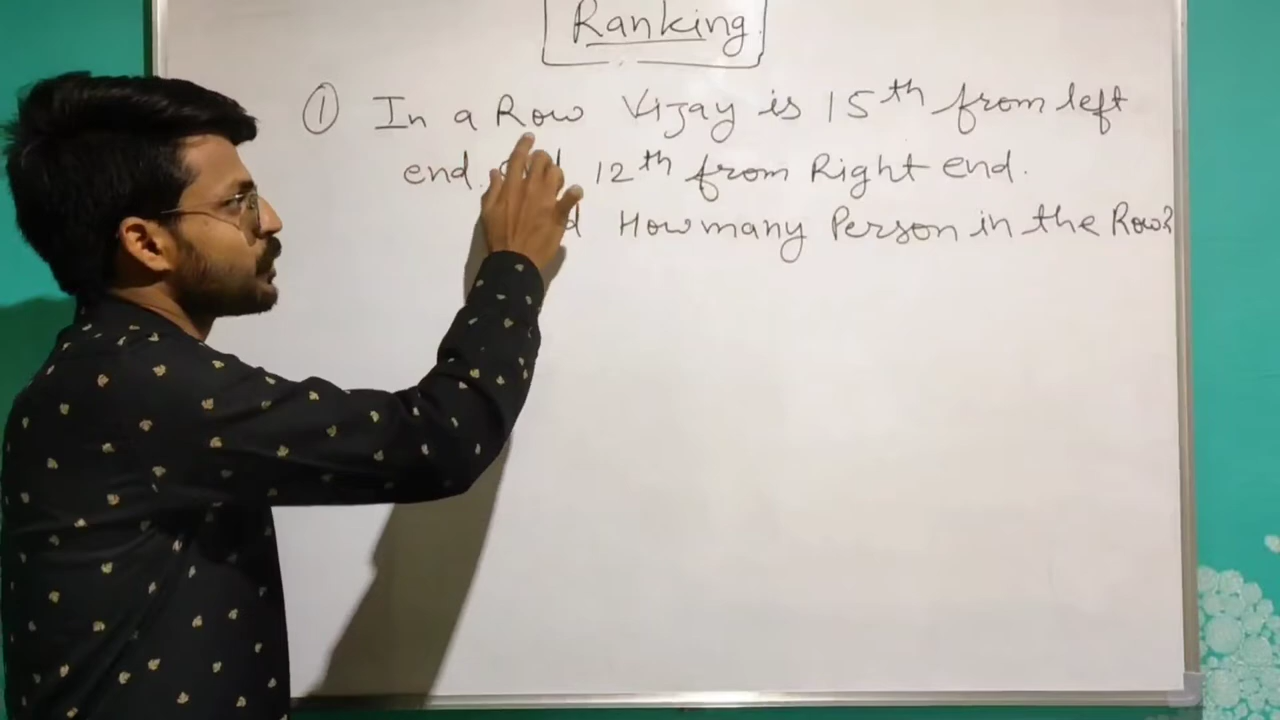 Ranking
① In a Row Vijay is 15th from left
end. 12th from Right end.
How many Person in the Row?